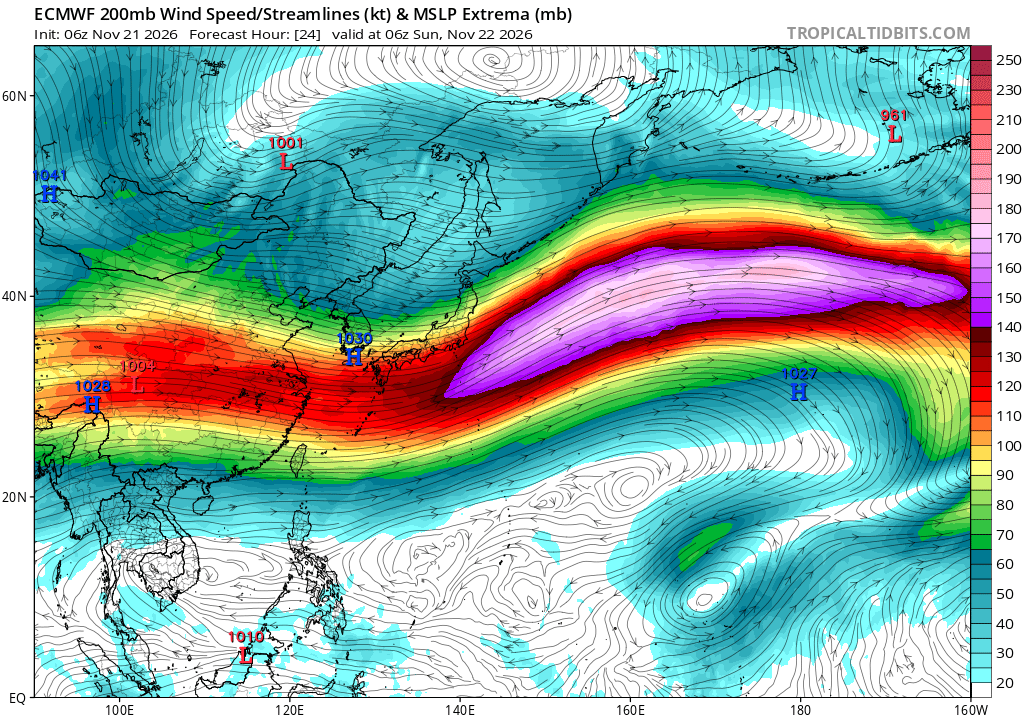 ECMWF 200mb Wind Speed/Streamlines (kt) & MSLP Extrema (mb)
Init: 06z Nov 21 2026 Forecast Hour: [24] valid at 06z Sun, Nov 22 2026
TROPICALTIDBITS.COM
60N
40N
20N
EQ
1041
H
1001
L
961
L
1030
H
1004
L
1028
H
1027
H
1010
L
100E
120E
140E
160E
180
160W
250
230
210
200
190
180
170
160
150
140
130
120
110
100
90
80
70
60
50
40
30
20